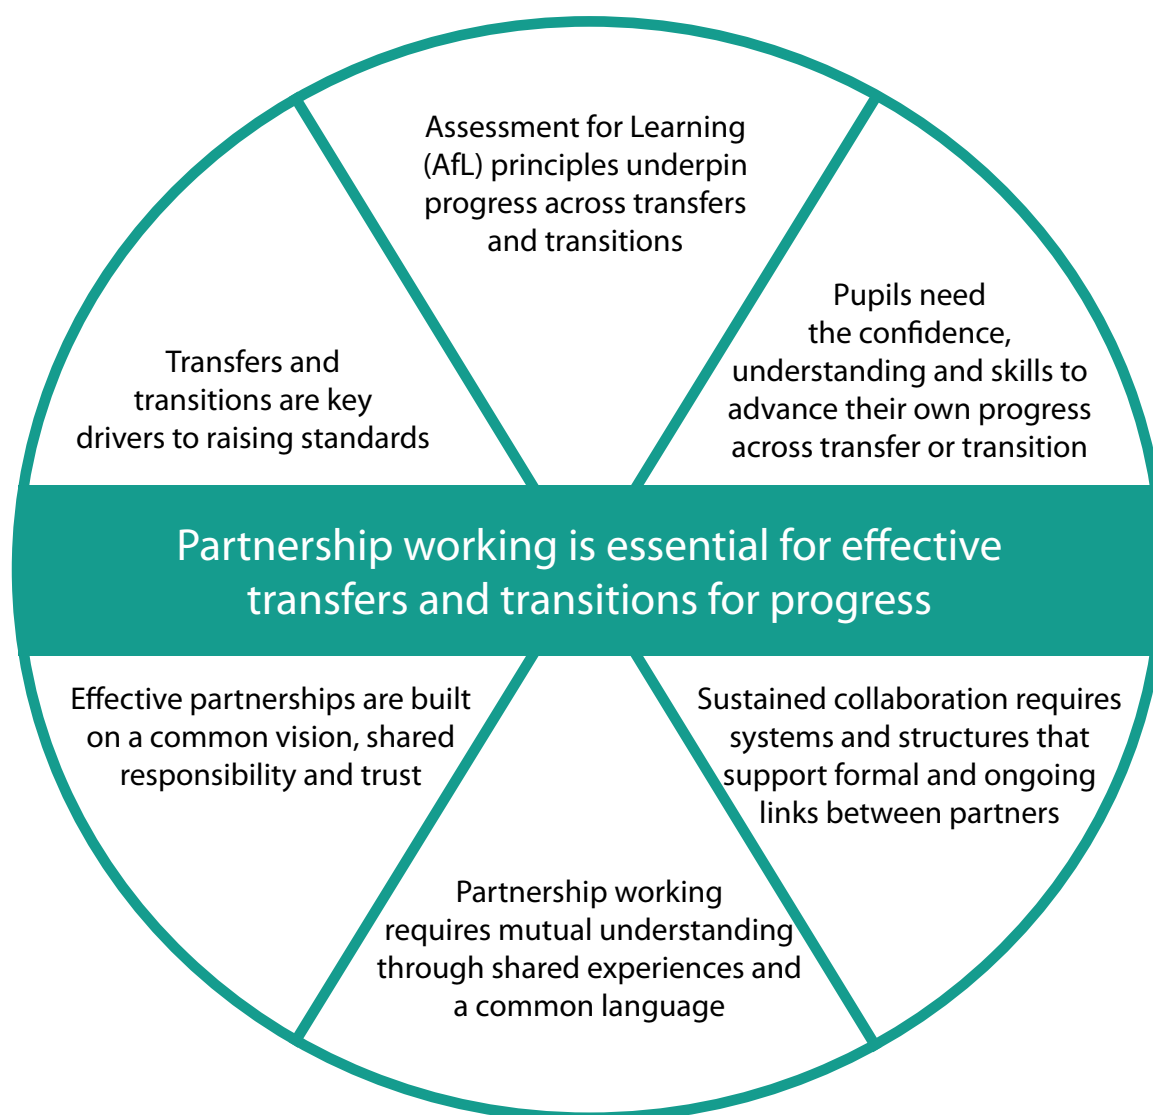 Assessment for Learning
(AfL) principles underpin
progress across transfers
and transitions
Pupils need
the confidence,
understanding and skills to
advance their own progress
across transfer or transition
Transfers and
transitions are key
drivers to raising standards
Partnership working is essential for effective
transfers and transitions for progress
Effective partnerships are built
on a common vision, shared
responsibility and trust
Sustained collaboration requires
systems and structures that
support formal and ongoing
links between partners
Partnership working
requires mutual understanding
through shared experiences and
a common language